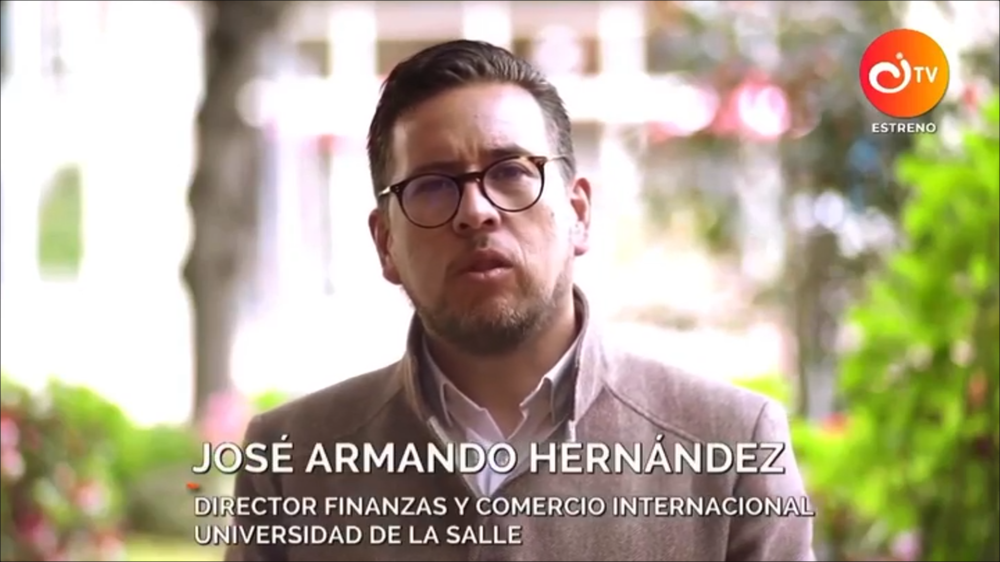 TV
ESTRENO
JOSÉ ARMANDO HERNÁNDEZ
DIRECTOR FINANZAS Y COMERCIO INTERNACIONAL
UNIVERSIDAD DE LA SALLE